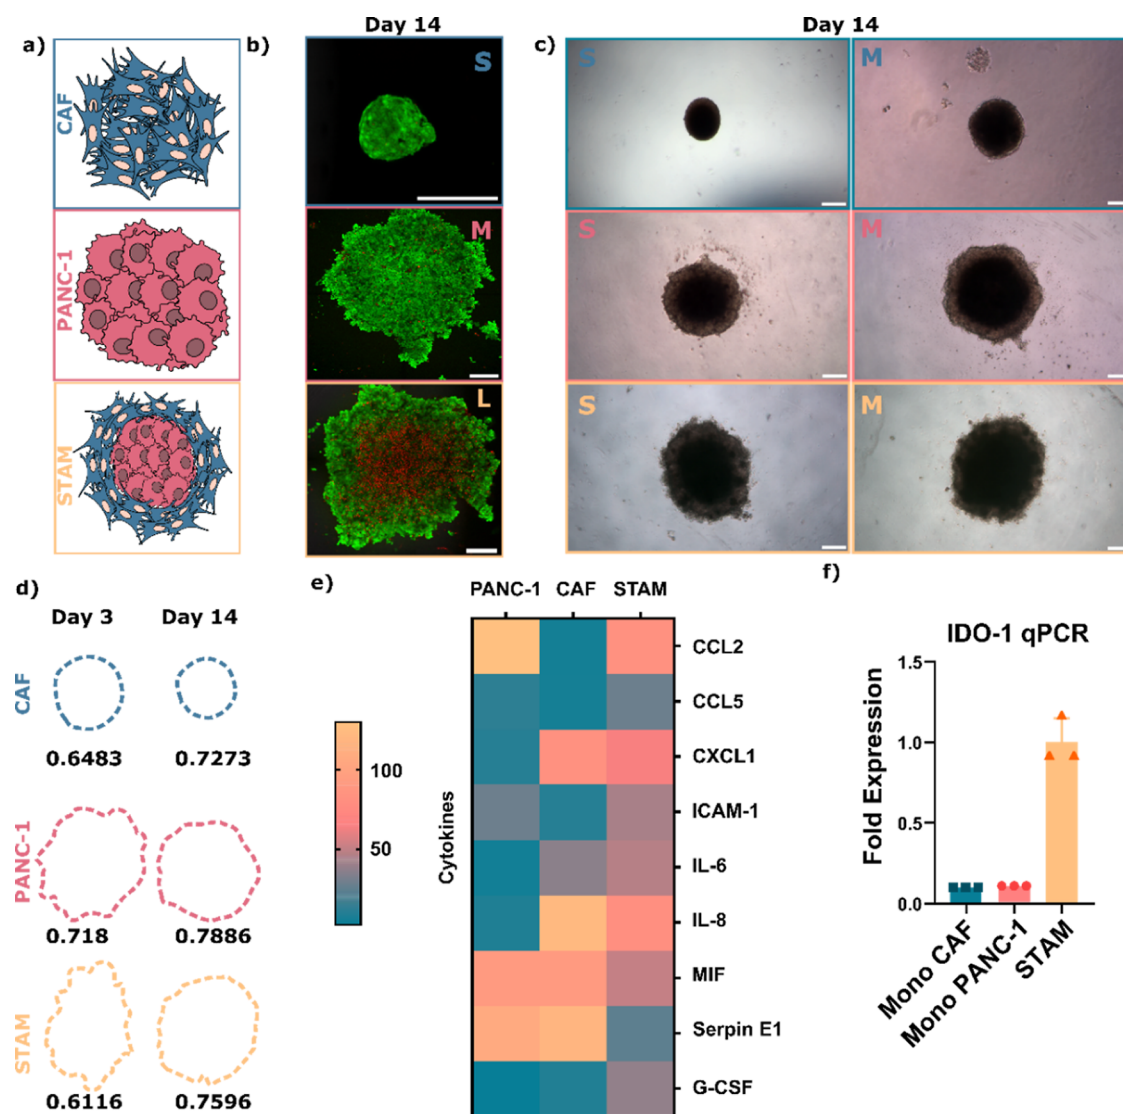 a)
CAF
PANC-1
STAM
b)
Day 14
S
M
L
c)
Day 14
S
M
S
M
S
M
d)
Day 3
Day 14
CAF
0.6483
0.7273
PANC-1
0.718
0.7886
STAM
0.6116
0.7596
e)
PANC-1
CAF
STAM
100
50
Cytokines
CCL2
CCL5
CXCL1
ICAM-1
IL-6
IL-8
MIF
Serpin E1
G-CSF
f)
IDO-1 qPCR
Fold Expression
1.5
1.0
0.5
0.0
Mono CAF
Mono PANC-1
STAM